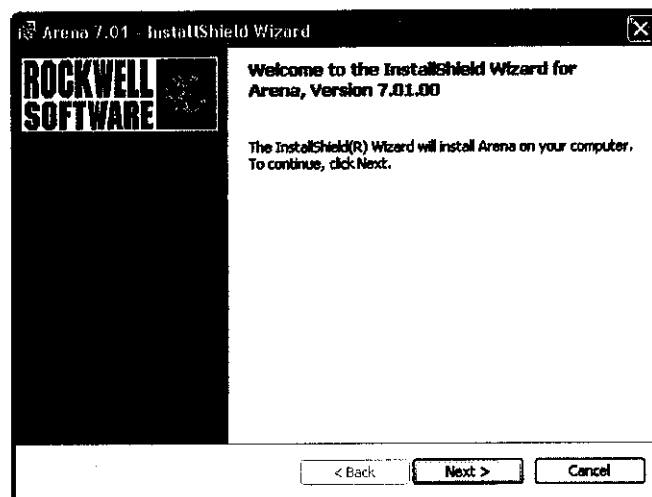 Arena 7.01 - InstallShield Wizard
ROCKWELL
SOFTWARE
Welcome to the InstallShield Wizard for
Arena, Version 7.01.00
The InstallShield(R) Wizard will install Arena on your computer.
To continue, click Next.
< Back
Next >
Cancel